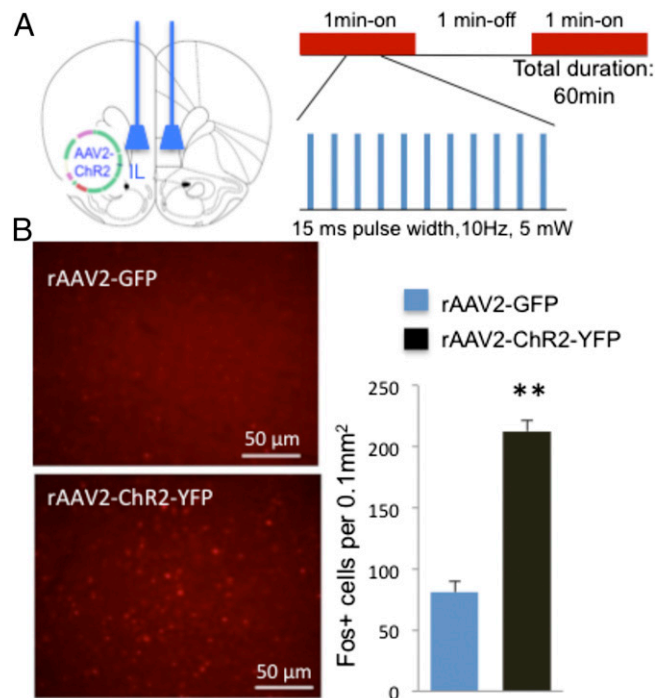 A
1min-on 1 min-off 1 min-on
Total duration:
60min
AAV2-
ChR2
IL
15 ms pulse width,10Hz, 5 mW
B
rAAV2-GFP
50 µm
rAAV2-ChR2-YFP
50 µm
rAAV2-GFP
rAAV2-ChR2-YFP
Fos+ cells per 0.1mm²
250
200
150
100
50
0
**